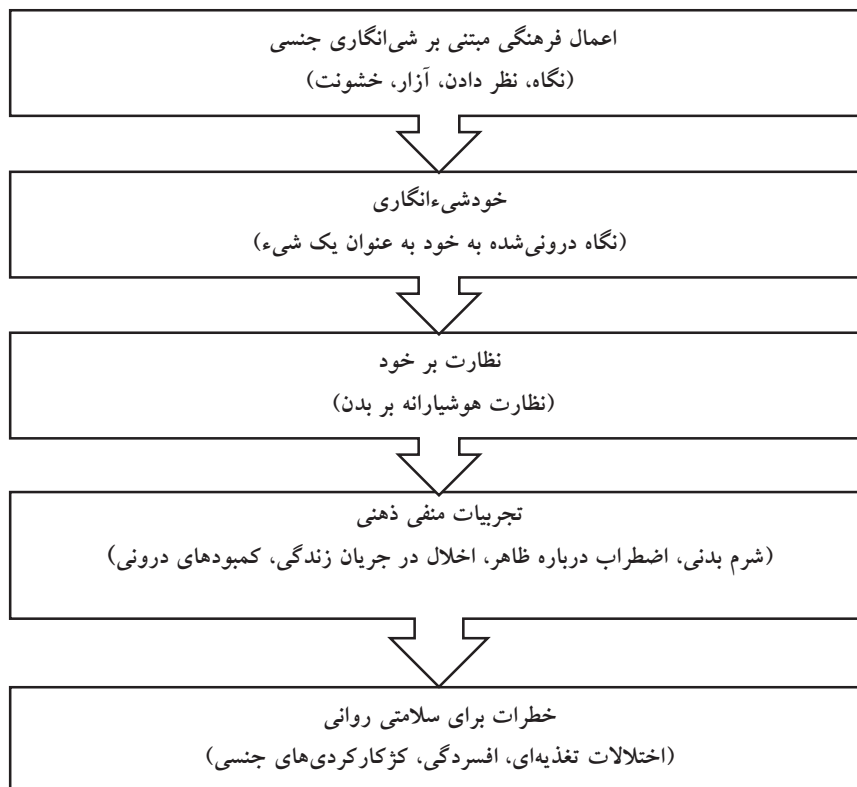 اعمال فرهنگی مبتنی بر شی‌انگاری جنسی
(نگاه، نظر دادن، آزار، خشونت)
خودشیءانگاری
(نگاه درونی‌شده به خود به عنوان یک شیء)
نظارت بر خود
(نظارت هوشیارانه بر بدن)
تجربیات منفی ذهنی
(شرم بدنی، اضطراب درباره ظاهر، اخلال در جریان زندگی، کمبودهای درونی)
خطرات برای سلامتی روانی
(اختلالات تغذیه‌ای، افسردگی، کژکارکردی‌های جنسی)